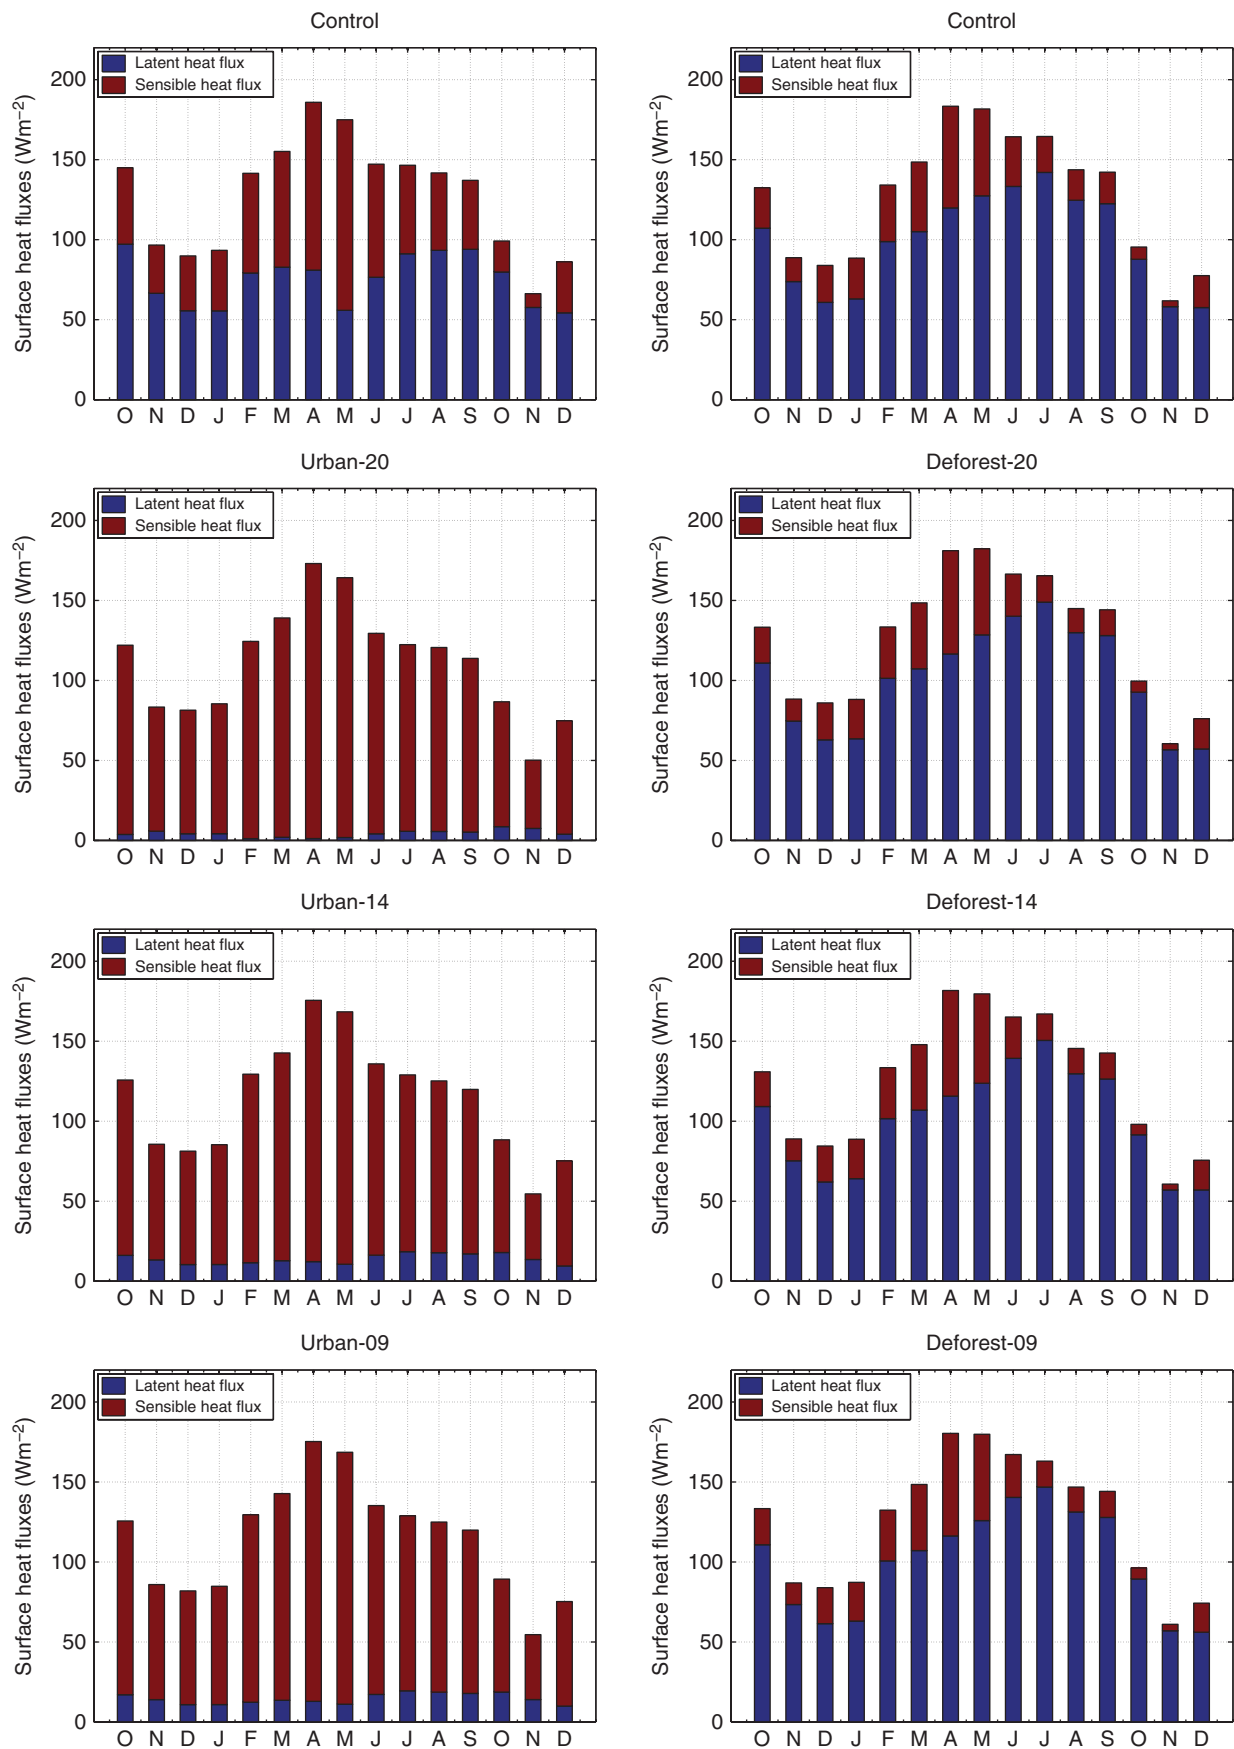 Control
Surface heat fluxes (Wm−2)
200
150
100
50
0
Latent heat flux
Sensible heat flux
O N D J F M A M J J A S O N D
Control
Surface heat fluxes (Wm−2)
200
150
100
50
0
Latent heat flux
Sensible heat flux
O N D J F M A M J J A S O N D
Urban-20
Surface heat fluxes (Wm−2)
200
150
100
50
0
Latent heat flux
Sensible heat flux
O N D J F M A M J J A S O N D
Deforest-20
Surface heat fluxes (Wm−2)
200
150
100
50
0
Latent heat flux
Sensible heat flux
O N D J F M A M J J A S O N D
Urban-14
Surface heat fluxes (Wm−2)
200
150
100
50
0
Latent heat flux
Sensible heat flux
O N D J F M A M J J A S O N D
Deforest-14
Surface heat fluxes (Wm−2)
200
150
100
50
0
Latent heat flux
Sensible heat flux
O N D J F M A M J J A S O N D
Urban-09
Surface heat fluxes (Wm−2)
200
150
100
50
0
Latent heat flux
Sensible heat flux
O N D J F M A M J J A S O N D
Deforest-09
Surface heat fluxes (Wm−2)
200
150
100
50
0
Latent heat flux
Sensible heat flux
O N D J F M A M J J A S O N D